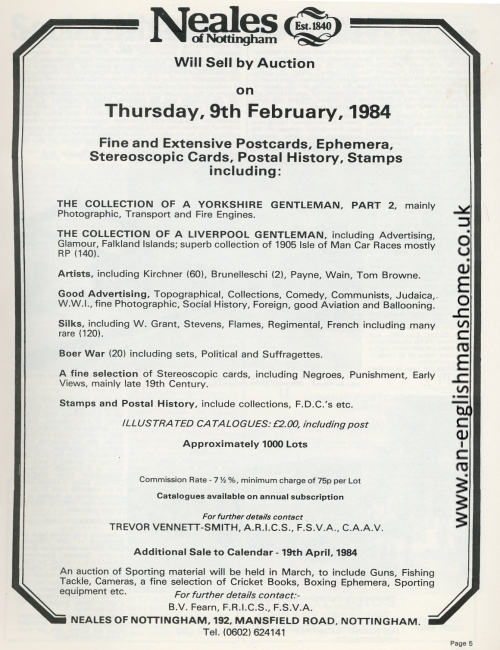 Neales
of Nottingham
Est. 1840
Will Sell by Auction
on
Thursday, 9th February, 1984
Fine and Extensive Postcards, Ephemera,
Stereoscopic Cards, Postal History, Stamps
including:
THE COLLECTION OF A YORKSHIRE GENTLEMAN, PART 2, mainly
Photographic, Transport and Fire Engines.
THE COLLECTION OF A LIVERPOOL GENTLEMAN, including Advertising,
Glamour, Falkland Islands; superb collection of 1905 Isle of Man Car Races mostly
RP (140).
Artists, including Kirchner (60), Brunelleschi (2), Payne, Wain, Tom Browne.
Good Advertising, Topographical, Collections, Comedy, Communists, Judaica,
W.W.I., fine Photographic, Social History, Foreign, good Aviation and Ballooning.
Silks, including W. Grant, Stevens, Flames, Regimental, French including many
rare (120).
Boer War (20) including sets, Political and Suffragettes.
A fine selection of Stereoscopic cards, including Negroes, Punishment, Early
Views, mainly late 19th Century.
Stamps and Postal History, include collections, F.D.C.'s etc.
ILLUSTRATED CATALOGUES: £2.00, including post
Approximately 1000 Lots
Commission Rate - 7½%, minimum charge of 75p per Lot
Catalogues available on annual subscription
For further details contact
TREVOR VENNETT-SMITH, A.R.I.C.S., F.S.V.A., C.A.A.V.
Additional Sale to Calendar - 19th April, 1984
An auction of Sporting material will be held in March, to include Guns, Fishing
Tackle, Cameras, a fine selection of Cricket Books, Boxing Ephemera, Sporting
equipment etc.
For further details contact:-
B.V. Fearn, F.R.I.C.S., F.S.V.A.
NEALES OF NOTTINGHAM, 192, MANSFIELD ROAD, NOTTINGHAM.
Tel. (0602) 624141
Page 5
www.an-englishmanshome.co.uk